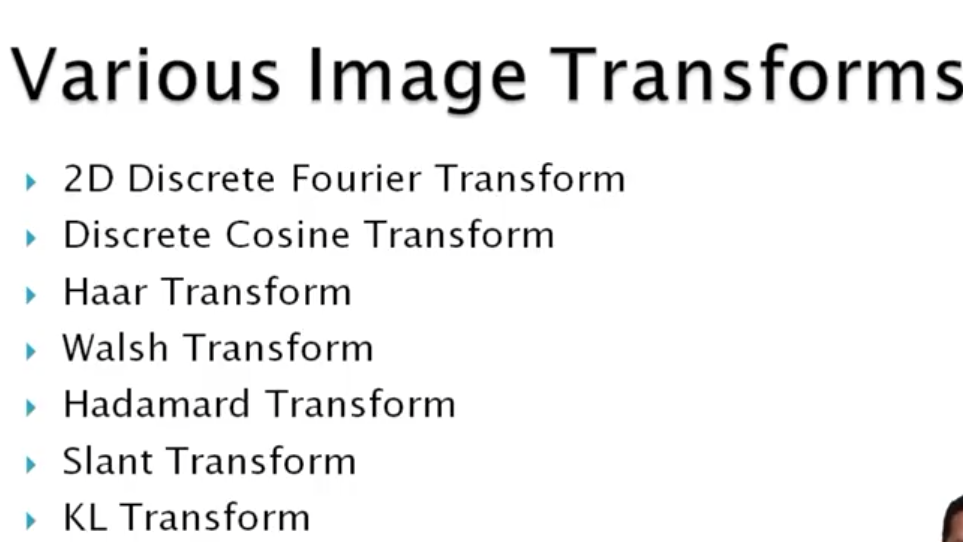 Various Image Transforms
2D Discrete Fourier Transform
Discrete Cosine Transform
Haar Transform
Walsh Transform
Hadamard Transform
Slant Transform
KL Transform